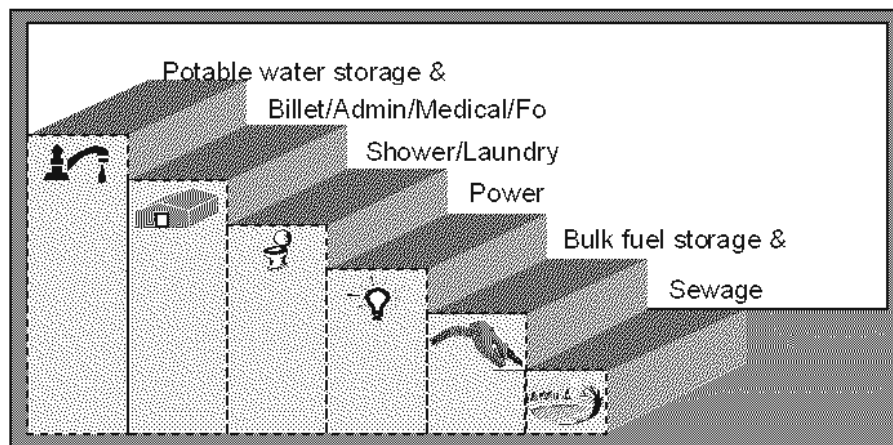 Potable water storage &
Billet/Admin/Medical/Fo
Shower/Laundry
Power
Bulk fuel storage &
Sewage